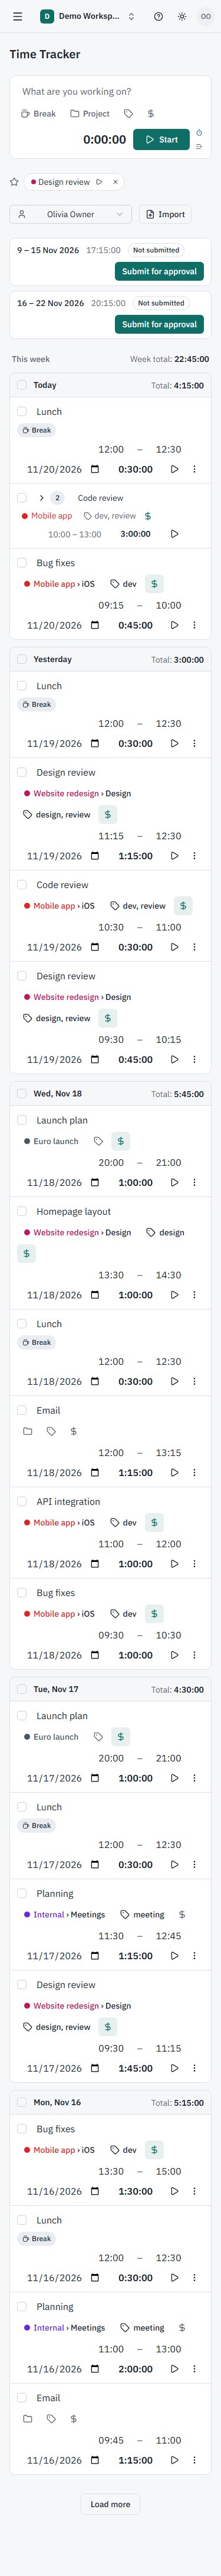 D Demo Worksp... OO
Time Tracker
What are you working on?
Break Project $
0:00:00 Start
Design review
Olivia Owner Import
9 – 15 Nov 2026 17:15:00 Not submitted
Submit for approval
16 – 22 Nov 2026 20:15:00 Not submitted
Submit for approval
This week Week total: 22:45:00
Today Total: 4:15:00
Lunch
Break
12:00 – 12:30
11/20/2026 0:30:00
2 Code review
Mobile app dev, review $
10:00 – 13:00 3:00:00
Bug fixes
Mobile app › iOS dev $
09:15 – 10:00
11/20/2026 0:45:00
Yesterday Total: 3:00:00
Lunch
Break
12:00 – 12:30
11/19/2026 0:30:00
Design review
Website redesign › Design
design, review $
11:15 – 12:30
11/19/2026 1:15:00
Code review
Mobile app › iOS dev, review $
10:30 – 11:00
11/19/2026 0:30:00
Design review
Website redesign › Design
design, review $
09:30 – 10:15
11/19/2026 0:45:00
Wed, Nov 18 Total: 5:45:00
Launch plan
Euro launch $
20:00 – 21:00
11/18/2026 1:00:00
Homepage layout
Website redesign › Design design
$
13:30 – 14:30
11/18/2026 1:00:00
Lunch
Break
12:00 – 12:30
11/18/2026 0:30:00
Email
$
12:00 – 13:15
11/18/2026 1:15:00
API integration
Mobile app › iOS dev $
11:00 – 12:00
11/18/2026 1:00:00
Bug fixes
Mobile app › iOS dev $
09:30 – 10:30
11/18/2026 1:00:00
Tue, Nov 17 Total: 4:30:00
Launch plan
Euro launch $
20:00 – 21:00
11/17/2026 1:00:00
Lunch
Break
12:00 – 12:30
11/17/2026 0:30:00
Planning
Internal › Meetings meeting $
11:30 – 12:45
11/17/2026 1:15:00
Design review
Website redesign › Design
design, review $
09:30 – 11:15
11/17/2026 1:45:00
Mon, Nov 16 Total: 5:15:00
Bug fixes
Mobile app › iOS dev $
13:30 – 15:00
11/16/2026 1:30:00
Lunch
Break
12:00 – 12:30
11/16/2026 0:30:00
Planning
Internal › Meetings meeting $
11:00 – 13:00
11/16/2026 2:00:00
Email
$
09:45 – 11:00
11/16/2026 1:15:00
Load more